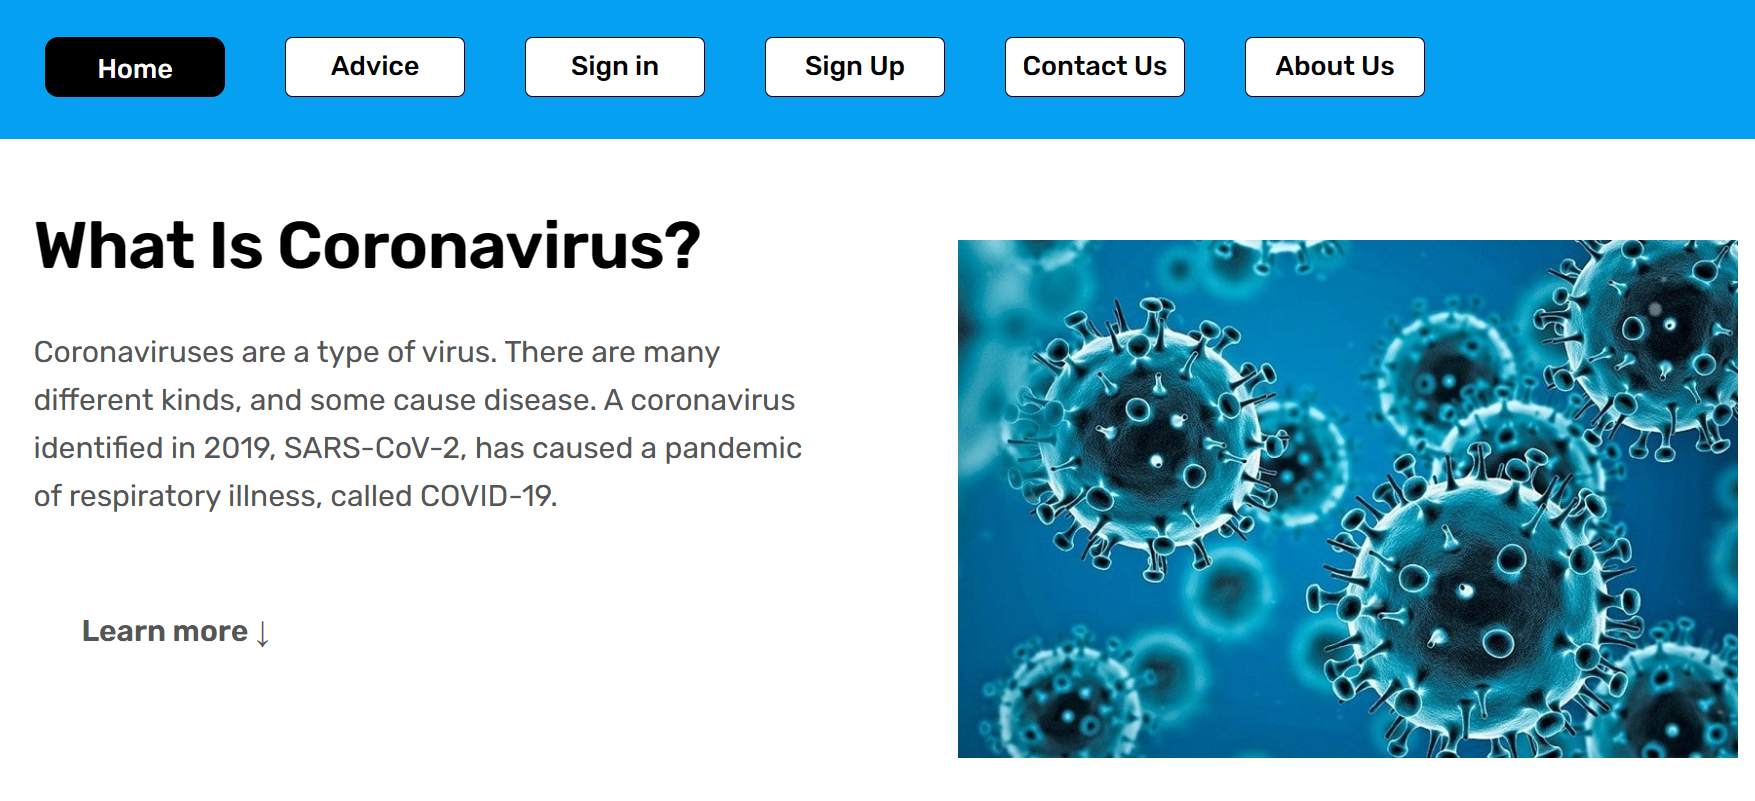 Home
Advice
Sign in
Sign Up
Contact Us
About Us
What Is Coronavirus?
Coronaviruses are a type of virus. There are many
different kinds, and some cause disease. A coronavirus
identified in 2019, SARS-CoV-2, has caused a pandemic
of respiratory illness, called COVID-19.
Learn more ↓